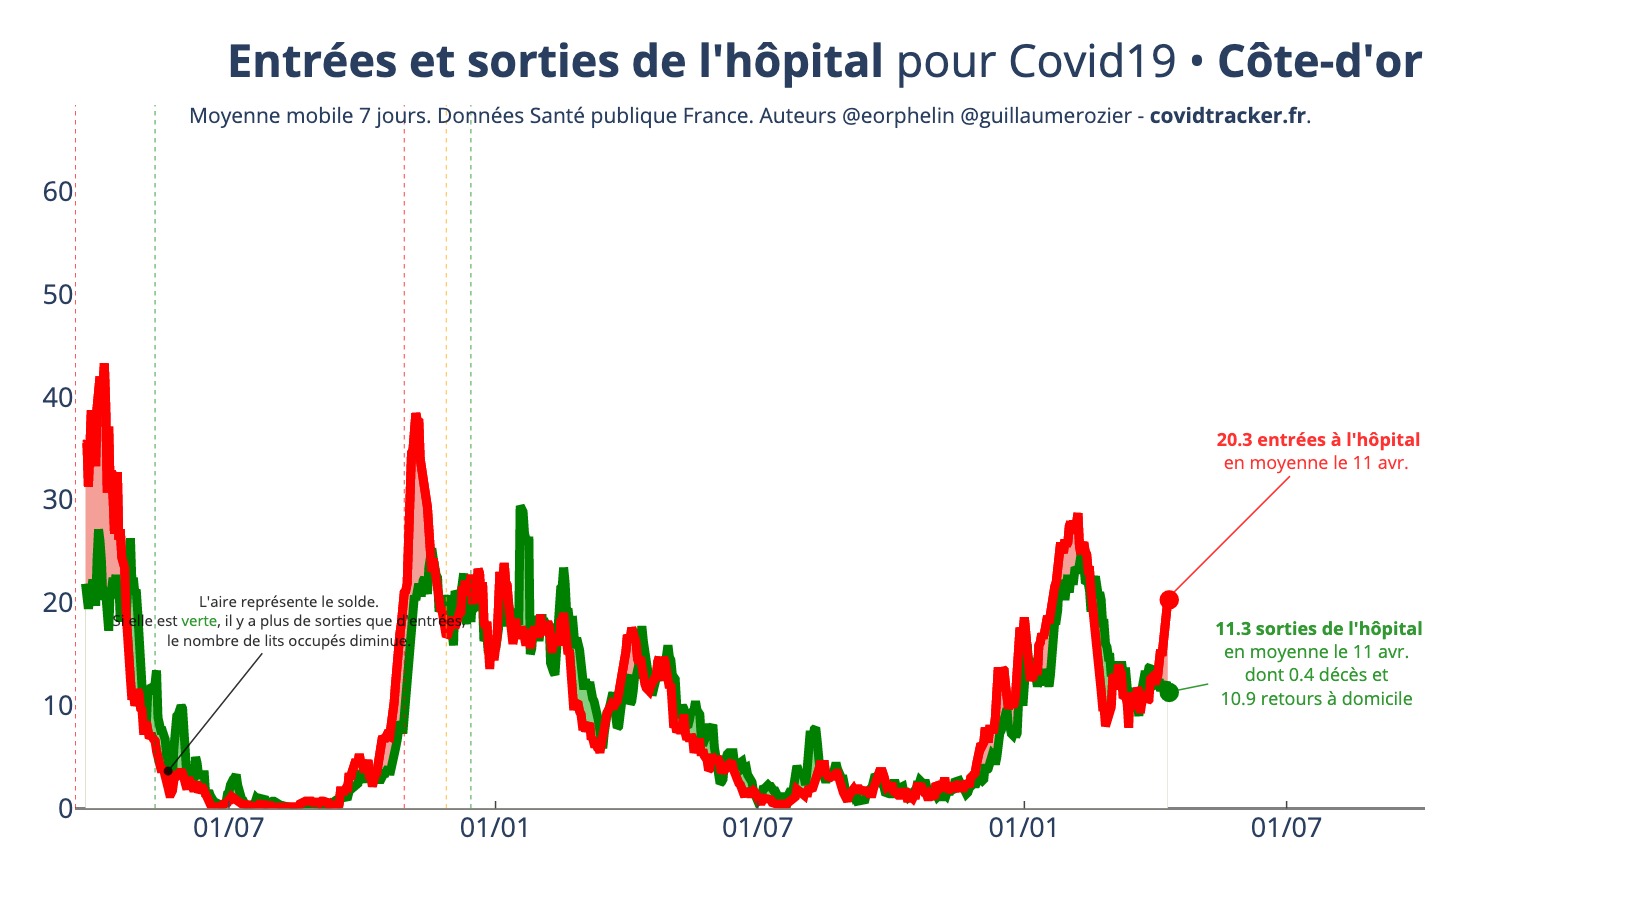 Entrées et sorties de l'hôpital pour Covid19 • Côte-d'or
Moyenne mobile 7 jours. Données Santé publique France. Auteurs @eorphelin @guillaumerozier - covidtracker.fr.
60
50
40
30
20
10
0
20.3 entrées à l'hôpital
en moyenne le 11 avr.
L'aire représente le solde.
Si elle est verte, il y a plus de sorties que d'entrées,
le nombre de lits occupés diminue.
11.3 sorties de l'hôpital
en moyenne le 11 avr.
dont 0.4 décès et
10.9 retours à domicile
01/07
01/01
01/07
01/01
01/07